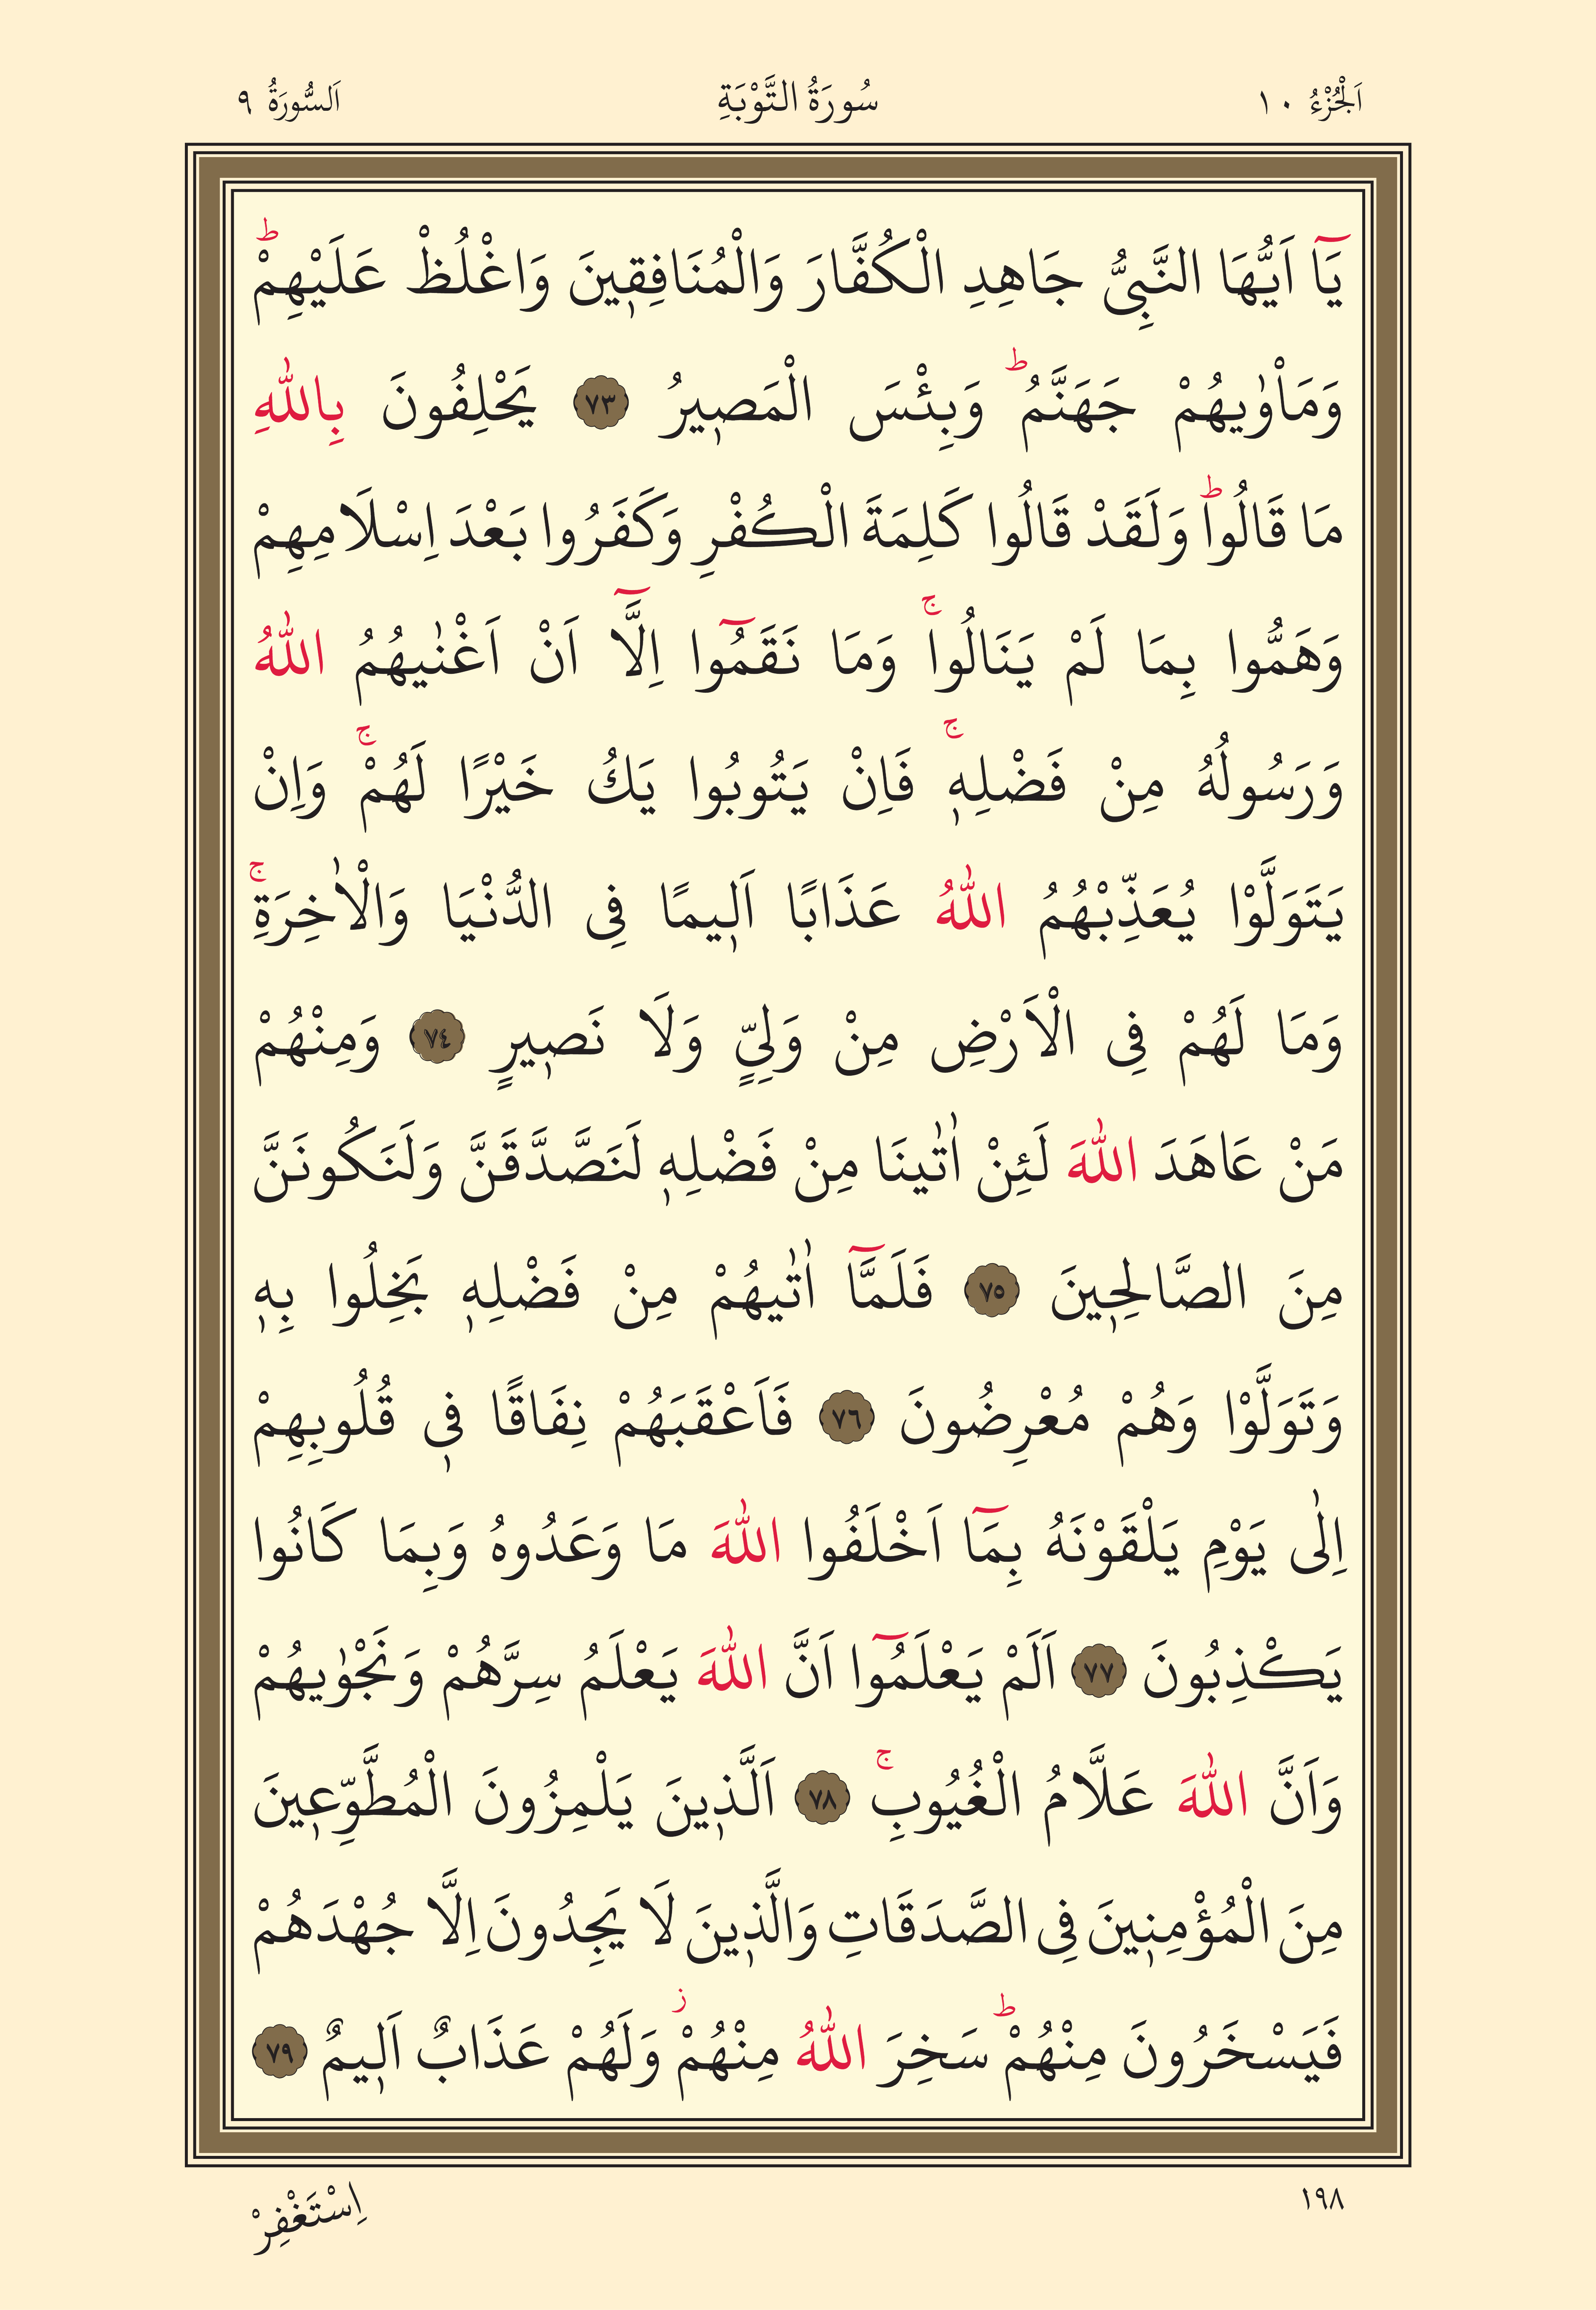 اَلْجُزْءُ ١٠
سُورَةُ التَّوْبَةِ
اَلسُّورَةُ ٩
يَٓا اَيُّهَا النَّبِيُّ جَاهِدِ الْكُفَّارَ وَالْمُنَافِق۪ينَ وَاغْلُظْ عَلَيْهِمْۜ
وَمَأْوٰيهُمْ جَهَنَّمُۜ وَبِئْسَ الْمَص۪يرُ ﴿٧٣﴾ يَحْلِفُونَ بِاللّٰهِ
مَا قَالُواۜ وَلَقَدْ قَالُوا كَلِمَةَ الْكُفْرِ وَكَفَرُوا بَعْدَ اِسْلَامِهِمْ
وَهَمُّوا بِمَا لَمْ يَنَالُواۚ وَمَا نَقَمُٓوا اِلَّٓا اَنْ اَغْنٰيهُمُ اللّٰهُ
وَرَسُولُهُ مِنْ فَضْلِه۪ۚ فَاِنْ يَتُوبُوا يَكُ خَيْرًا لَهُمْۚ وَاِنْ
يَتَوَلَّوْا يُعَذِّبْهُمُ اللّٰهُ عَذَابًا اَل۪يمًا فِي الدُّنْيَا وَالْاٰخِرَةِۚ
وَمَا لَهُمْ فِي الْاَرْضِ مِنْ وَلِيٍّ وَلَا نَص۪يرٍ ﴿٧٤﴾ وَمِنْهُمْ
مَنْ عَاهَدَ اللّٰهَ لَئِنْ اٰتٰينَا مِنْ فَضْلِه۪ لَنَصَّدَّقَنَّ وَلَنَكُونَنَّ
مِنَ الصَّالِح۪ينَ ﴿٧٥﴾ فَلَمَّٓا اٰتٰيهُمْ مِنْ فَضْلِه۪ بَخِلُوا بِه۪
وَتَوَلَّوْا وَهُمْ مُعْرِضُونَ ﴿٧٦﴾ فَاَعْقَبَهُمْ نِفَاقًا ف۪ي قُلُوبِهِمْ
اِلٰى يَوْمِ يَلْقَوْنَهُ بِمَٓا اَخْلَفُوا اللّٰهَ مَا وَعَدُوهُ وَبِمَا كَانُوا
يَكْذِبُونَ ﴿٧٧﴾ اَلَمْ يَعْلَمُٓوا اَنَّ اللّٰهَ يَعْلَمُ سِرَّهُمْ وَنَجْوٰيهُمْ
وَاَنَّ اللّٰهَ عَلَّامُ الْغُيُوبِۚ ﴿٧٨﴾ اَلَّذ۪ينَ يَلْمِزُونَ الْمُطَّوِّع۪ينَ
مِنَ الْمُؤْمِن۪ينَ فِي الصَّدَقَاتِ وَالَّذ۪ينَ لَا يَجِدُونَ اِلَّا جُهْدَهُمْ
فَيَسْخَرُونَ مِنْهُمْۜ سَخِرَ اللّٰهُ مِنْهُمْۘ وَلَهُمْ عَذَابٌ اَل۪يمٌ ﴿٧٩﴾
١٩٨
اِسْتَغْفِرْ